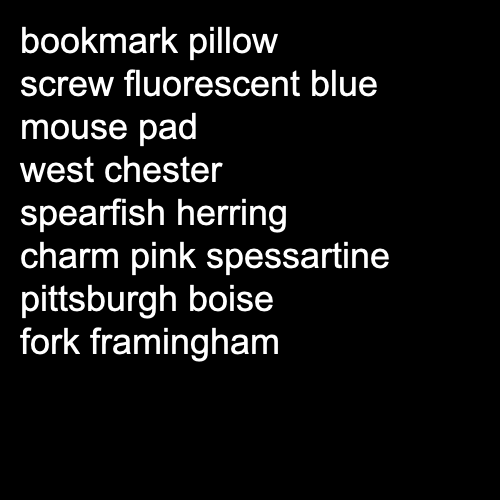 bookmark pillow
screw fluorescent blue
mouse pad
west chester
spearfish herring
charm pink spessartine
pittsburgh boise
fork framingham